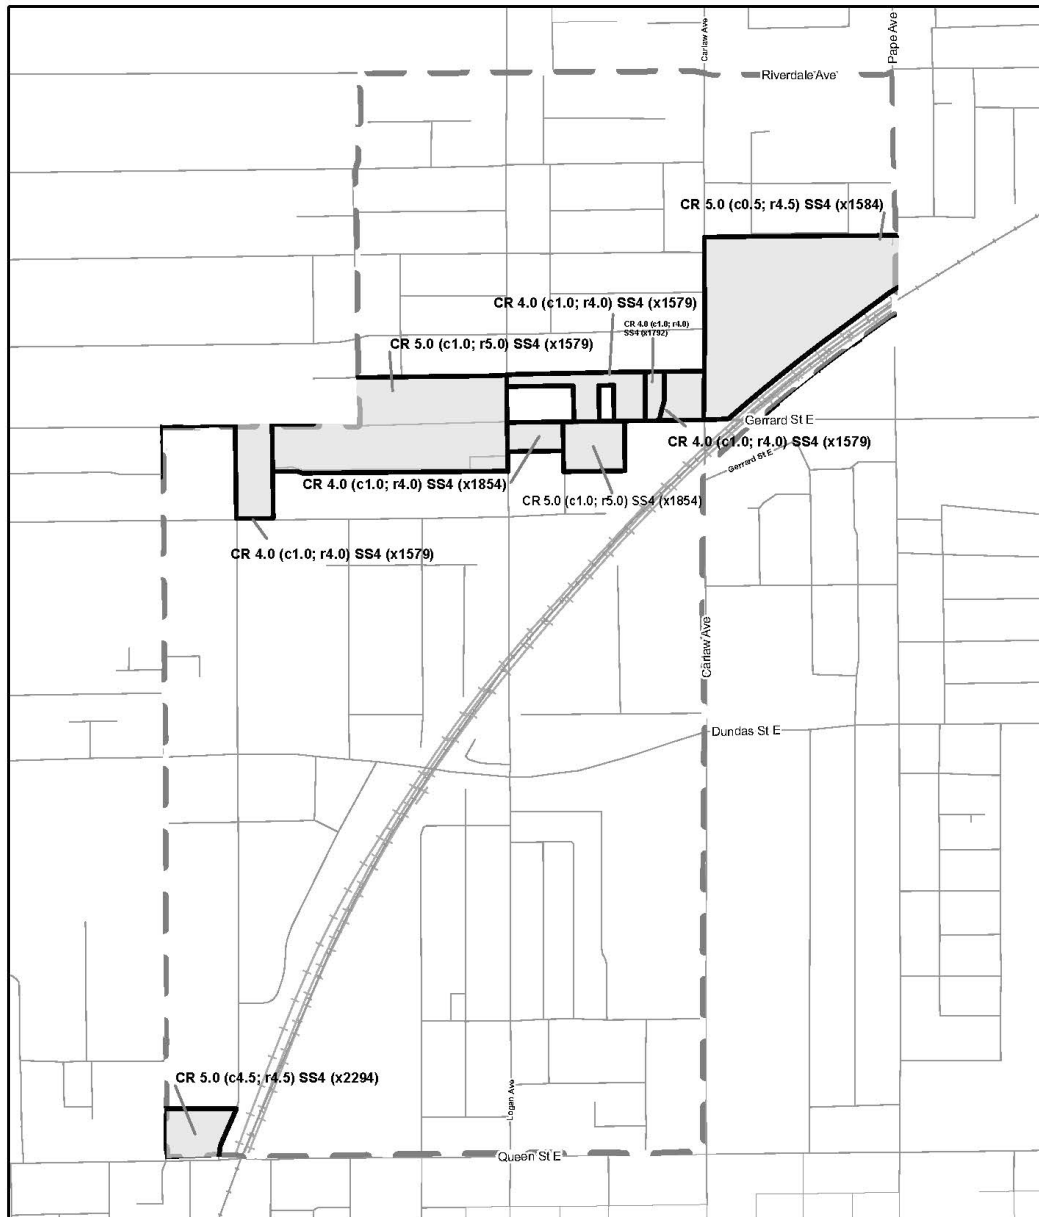 Carlaw Ave
Pape Ave
Riverdale Ave
CR 5.0 (c0.5; r4.5) SS4 (x1584)
CR 4.0 (c1.0; r4.0) SS4 (x1579)
CR 4.0 (c1.0; r4.0)
SS4 (x1792)
CR 5.0 (c1.0; r5.0) SS4 (x1579)
Gerrard St E
CR 4.0 (c1.0; r4.0) SS4 (x1579)
Gerrard St E
CR 4.0 (c1.0; r4.0) SS4 (x1854)
CR 5.0 (c1.0; r5.0) SS4 (x1854)
CR 4.0 (c1.0; r4.0) SS4 (x1579)
Carlaw Ave
Dundas St E
CR 5.0 (c4.5; r4.5) SS4 (x2294)
Logan Ave
Queen St E